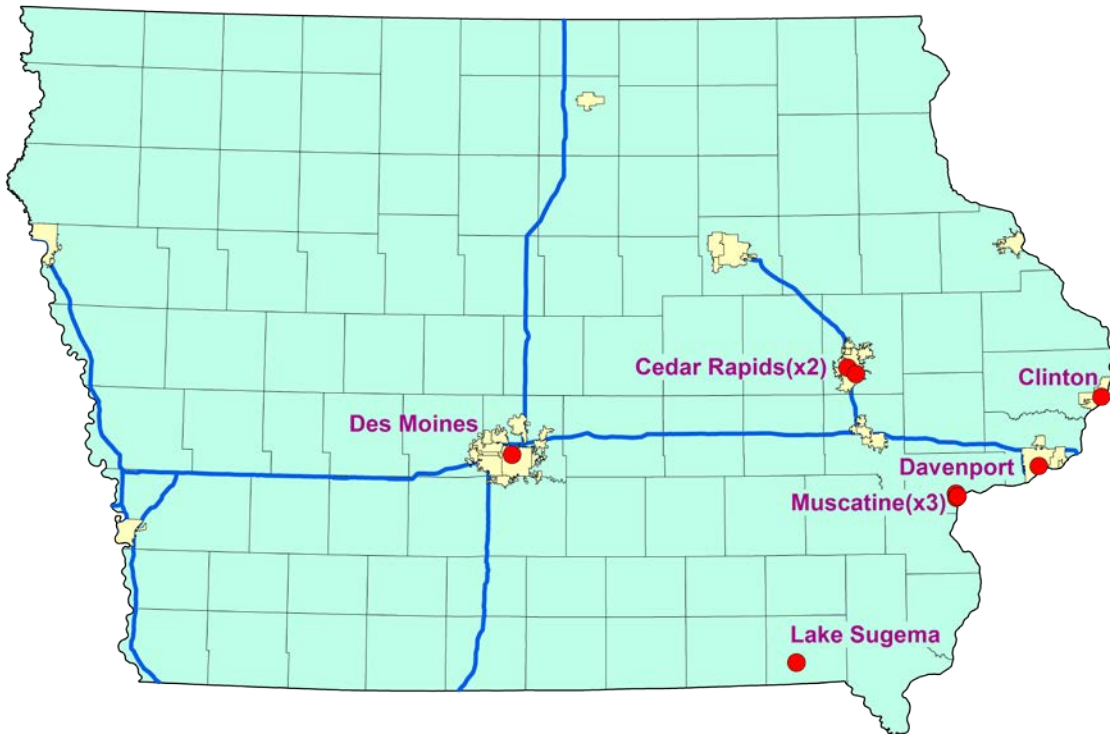 Cedar Rapids(x2)
Clinton
Des Moines
Davenport
Muscatine(x3)
Lake Sugema